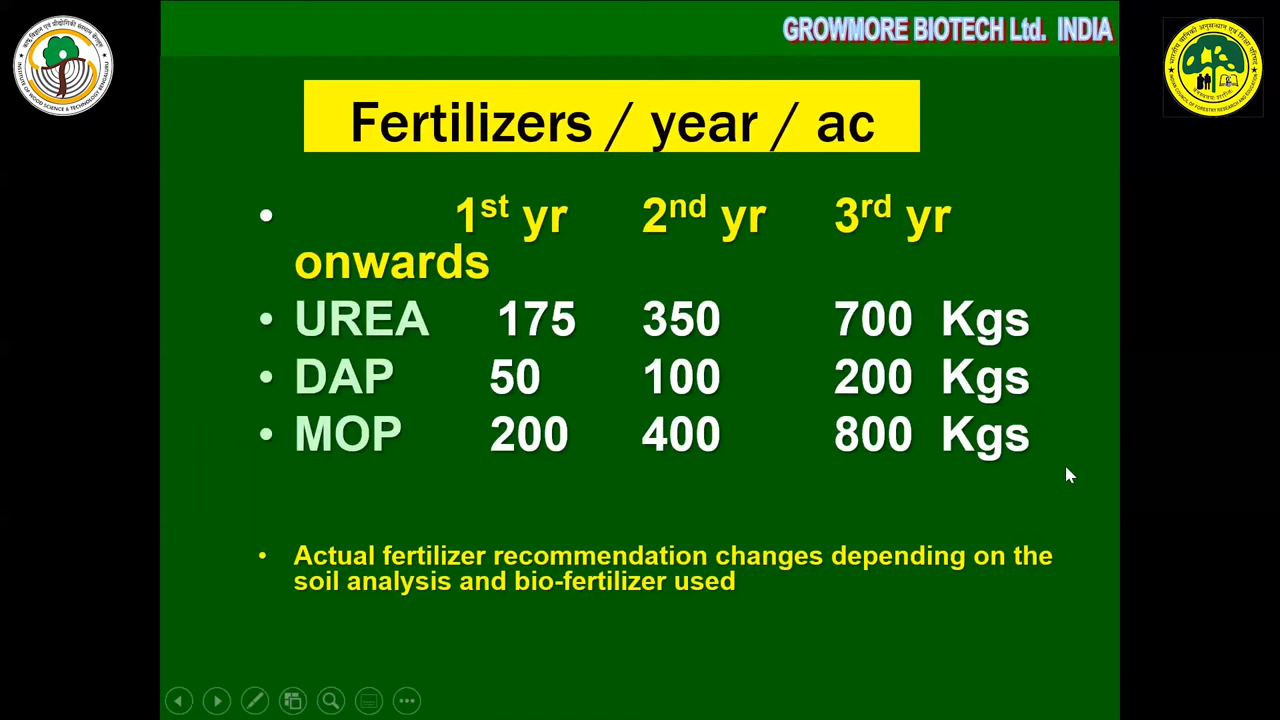 GROWMORE BIOTECH Ltd. INDIA
Fertilizers / year / ac
• 1st yr 2nd yr 3rd yr
onwards
• UREA 175 350 700 Kgs
• DAP 50 100 200 Kgs
• MOP 200 400 800 Kgs
• Actual fertilizer recommendation changes depending on the
soil analysis and bio-fertilizer used